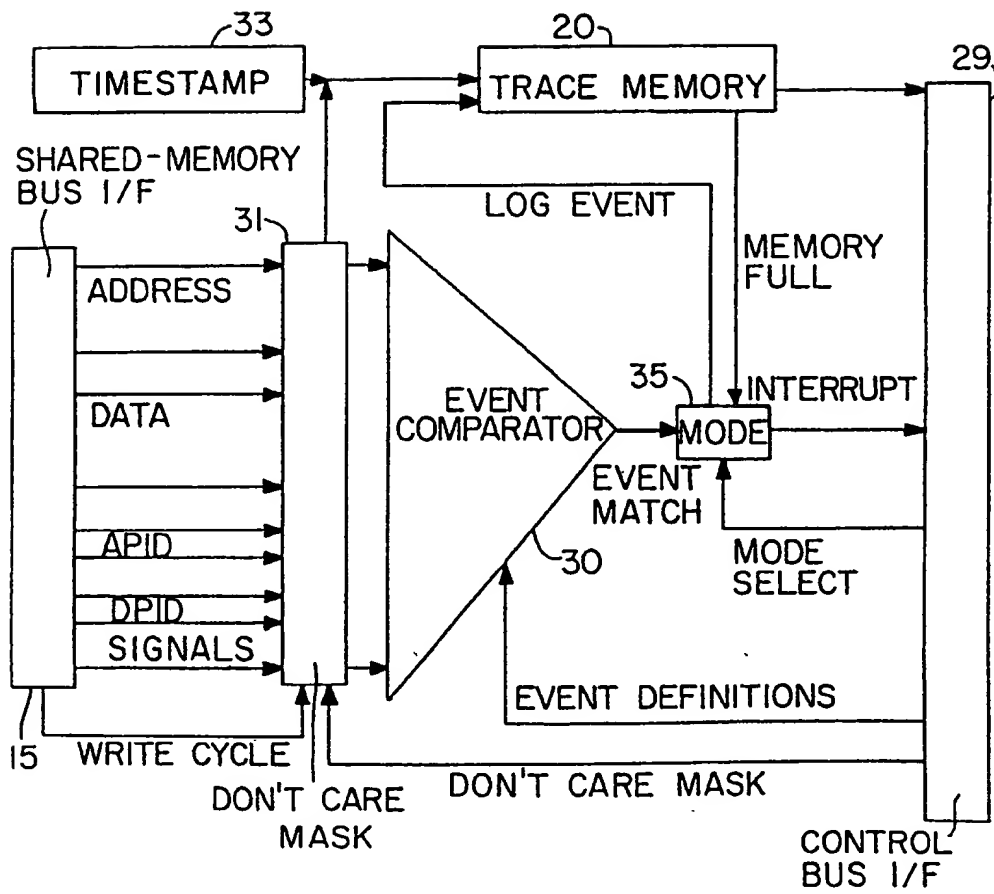 33
20
29
TIMESTAMP
TRACE MEMORY
SHARED-MEMORY
BUS I/F
31
LOG EVENT
MEMORY
FULL
ADDRESS
DATA
35
INTERRUPT
EVENT
COMPARATOR
MODE
EVENT
MATCH
APID
30
MODE
SELECT
DPID
SIGNALS
EVENT DEFINITIONS
15
WRITE CYCLE
DON'T CARE MASK
DON'T CARE
MASK
CONTROL
BUS I/F